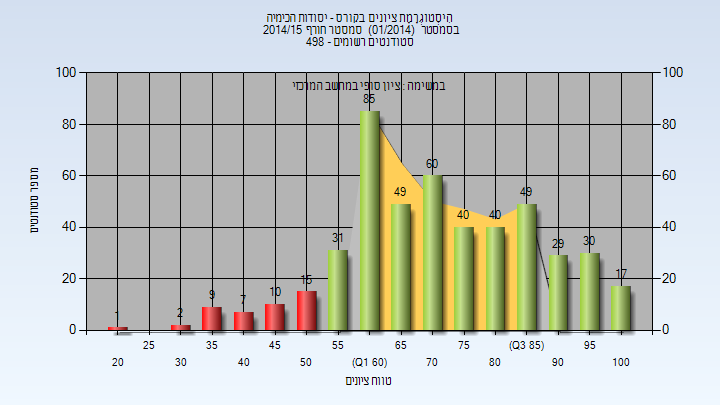 היסטוגרמת ציונים בקורס - יסודות הכימיה
בסמסטר (01/2014) סמסטר חורף 2014/15
סטודנטים רשומים - 498
במשימה : ציון סופי במחשב המרכזי
מספר סטודנטים
100 100
80 80
60 60
40 40
20 20
0 0
1 2 9 7 10 15 31 85 49 60 40 40 49 29 30 17
25 35 45 55 65 75 (Q3 85) 95
20 30 40 50 (Q1 60) 70 80 90 100
טווח ציונים